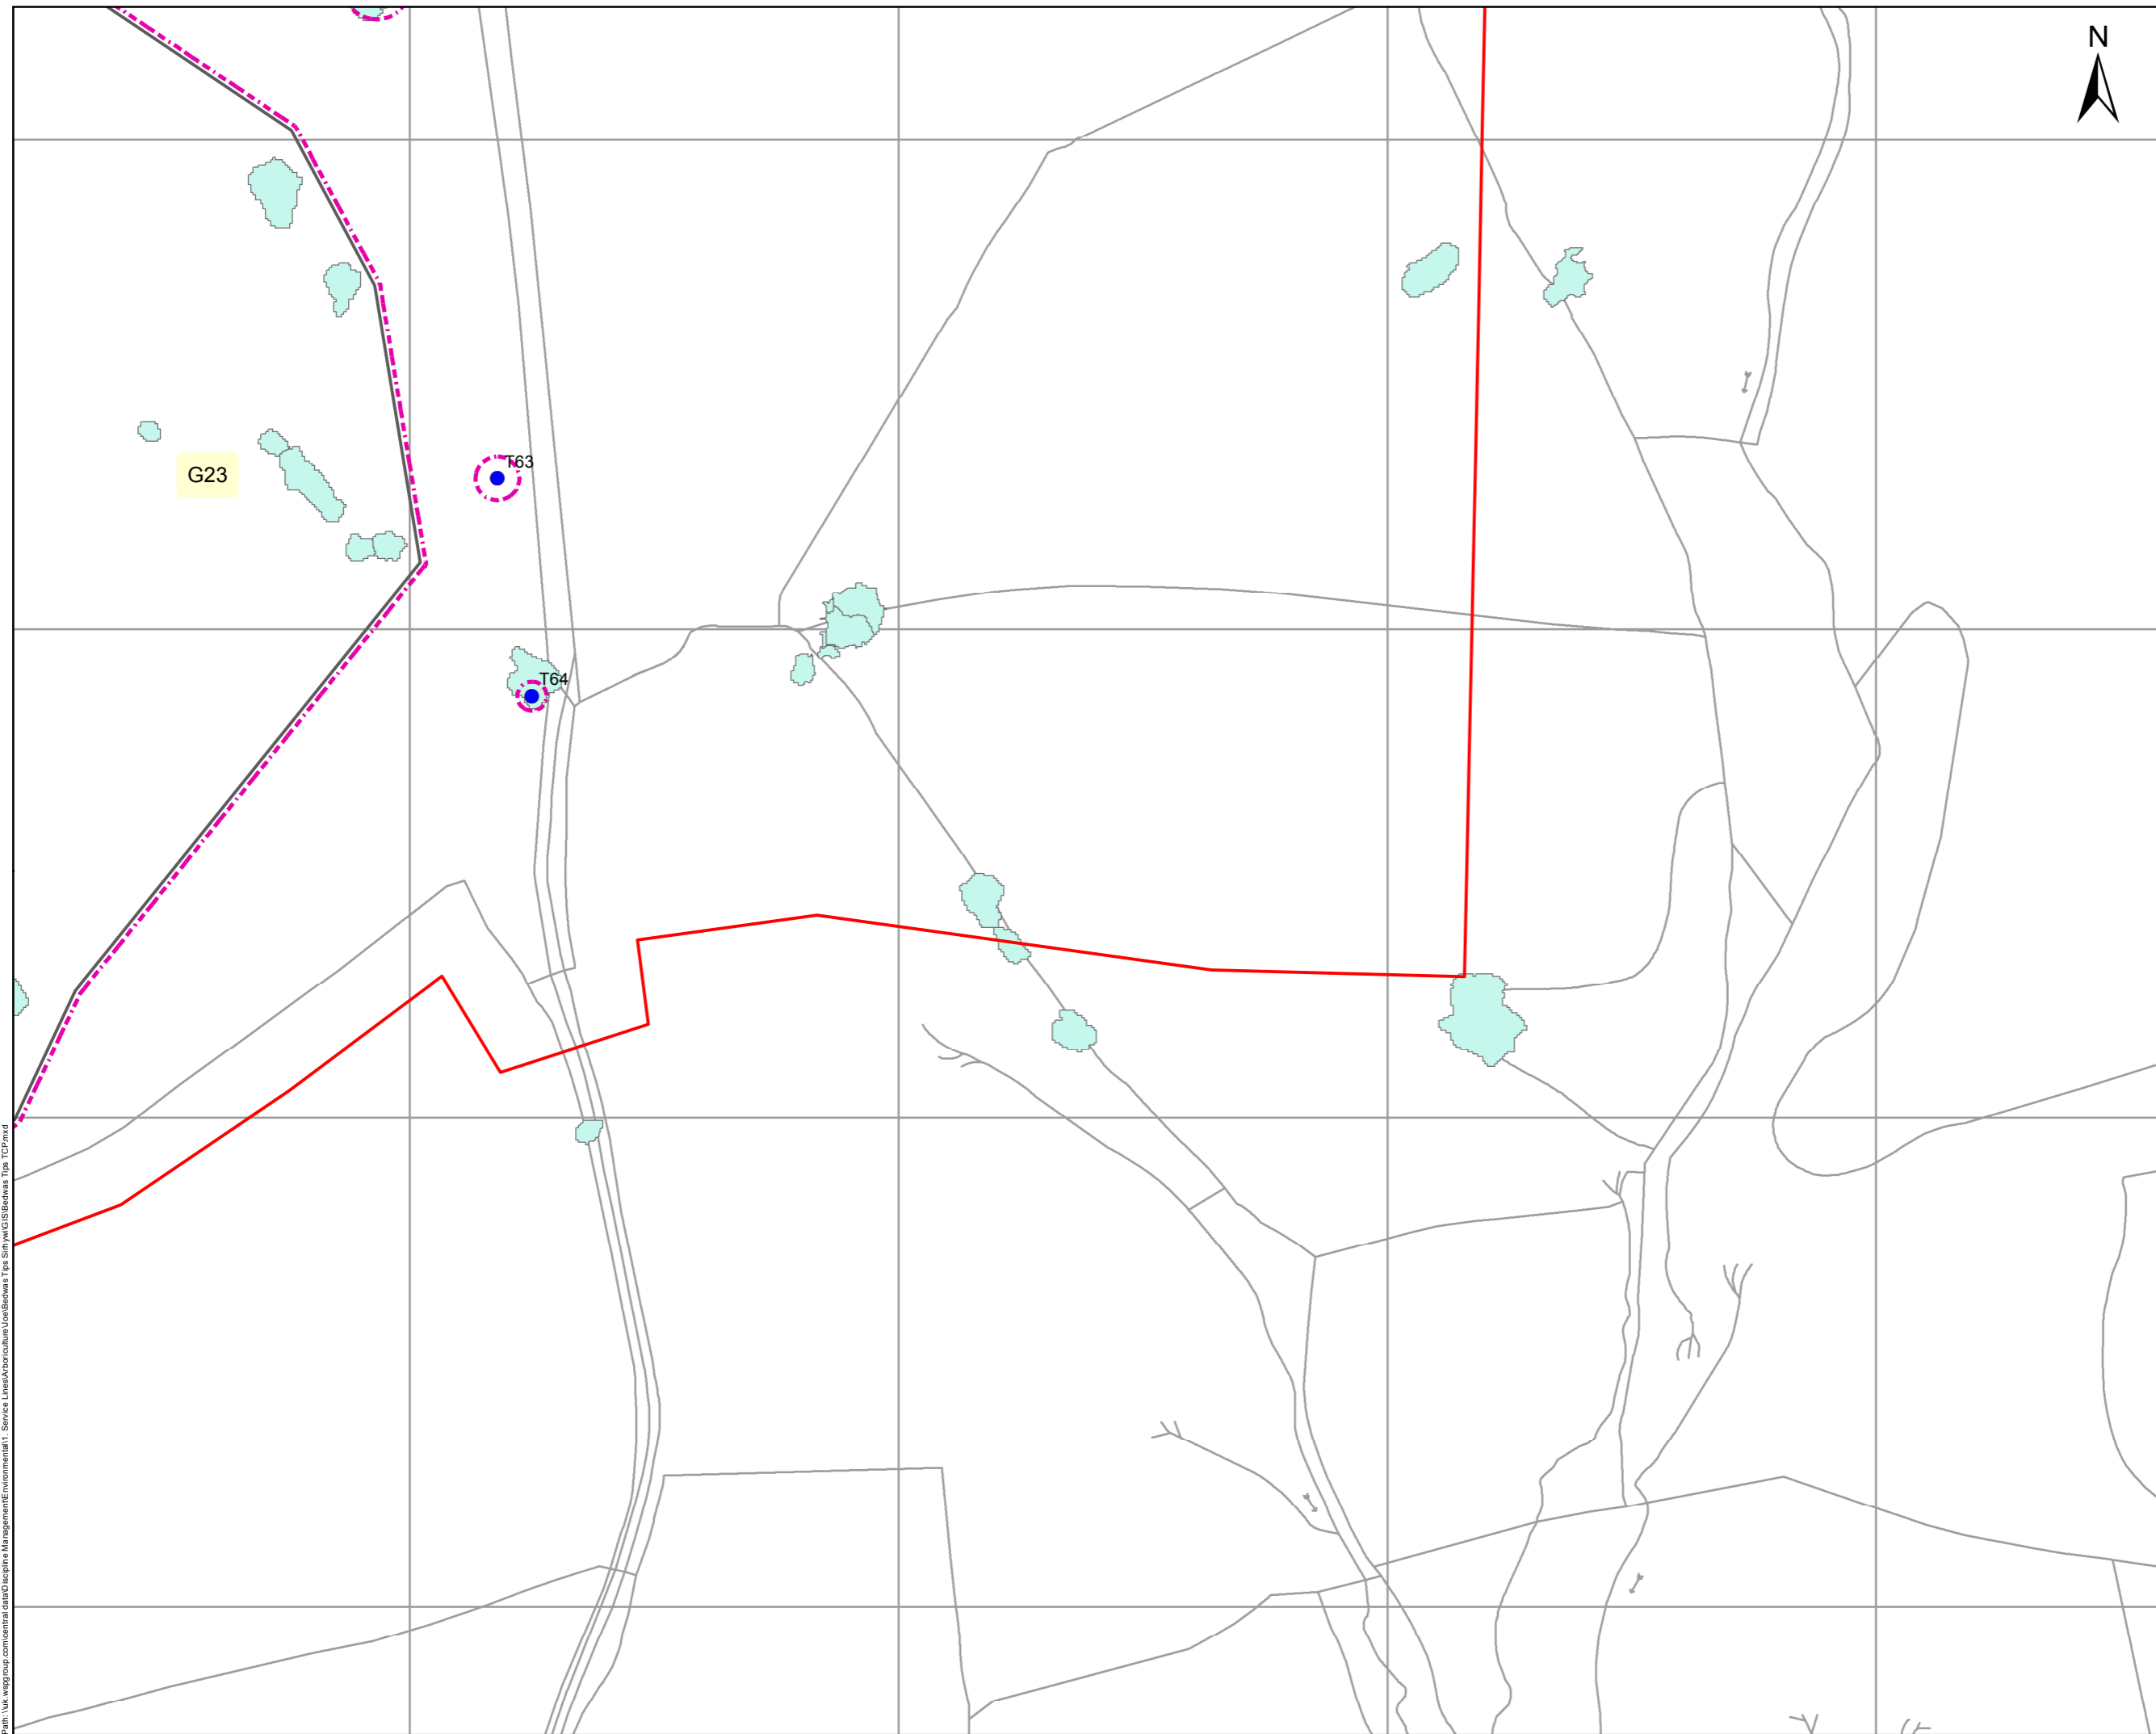 N
T63
G23
T64
Path: \\uk.wspgroup.com\central data\Discipline Management\Environmental\1. Service Lines\Arboriculture\Joe\Bedwas Tips Sirhywi\GIS\Bedwas Tips TCP.mxd